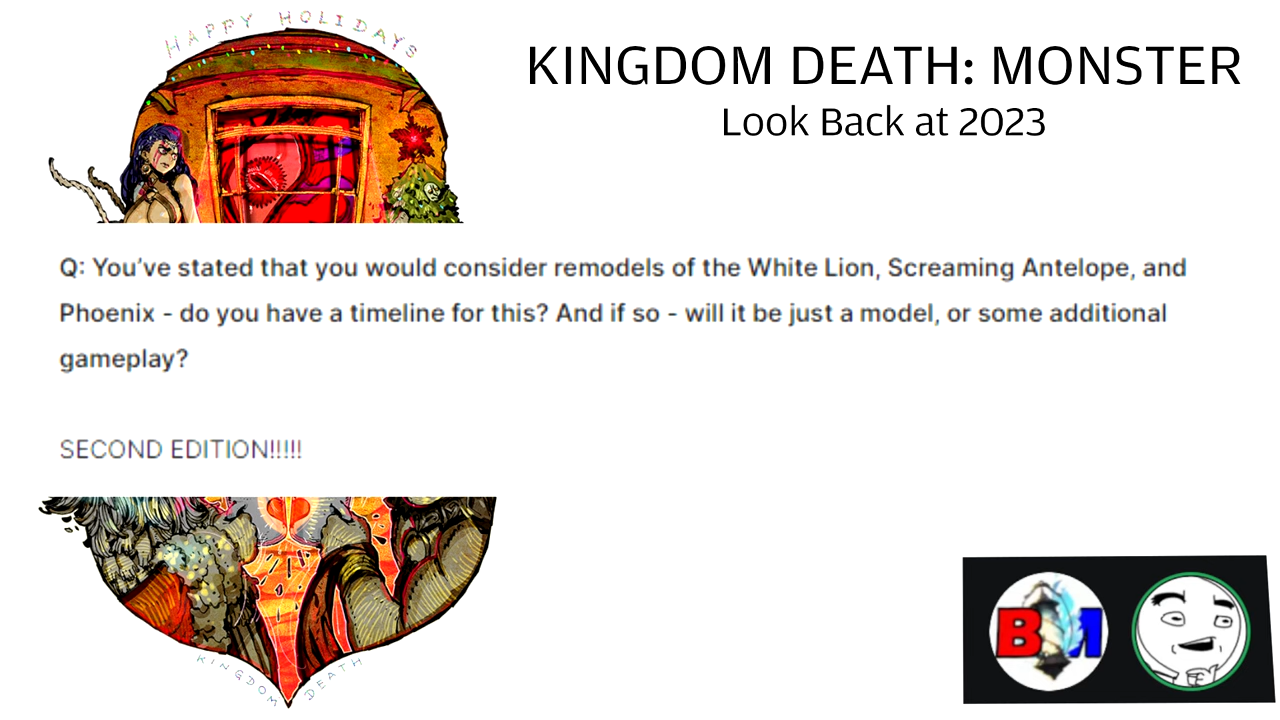 HAPPY HOLIDAYS
KINGDOM DEATH: MONSTER
Look Back at 2023
Q: You’ve stated that you would consider remodels of the White Lion, Screaming Antelope, and
Phoenix - do you have a timeline for this? And if so - will it be just a model, or some additional
gameplay?
SECOND EDITION!!!!!
KINGDOM DEATH
BM